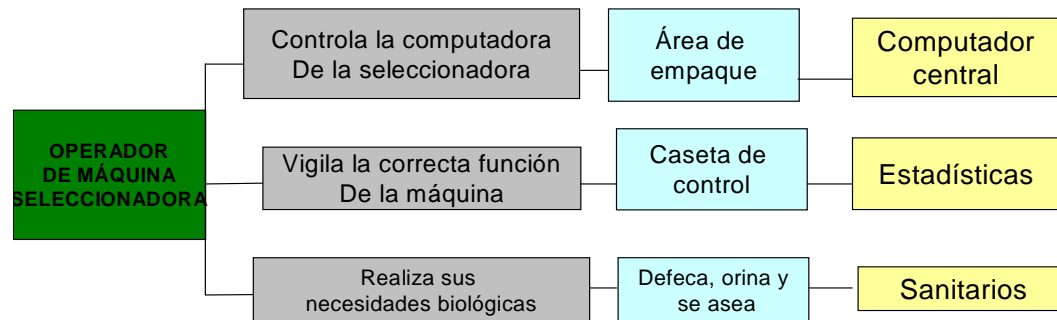 Controla la computadora
De la seleccionadora
Área de
empaque
Computador
central
OPERADOR
DE MÁQUINA
SELECCIONADORA
Vigila la correcta función
De la máquina
Caseta de
control
Estadísticas
Realiza sus
necesidades biológicas
Defeca, orina y
se asea
Sanitarios